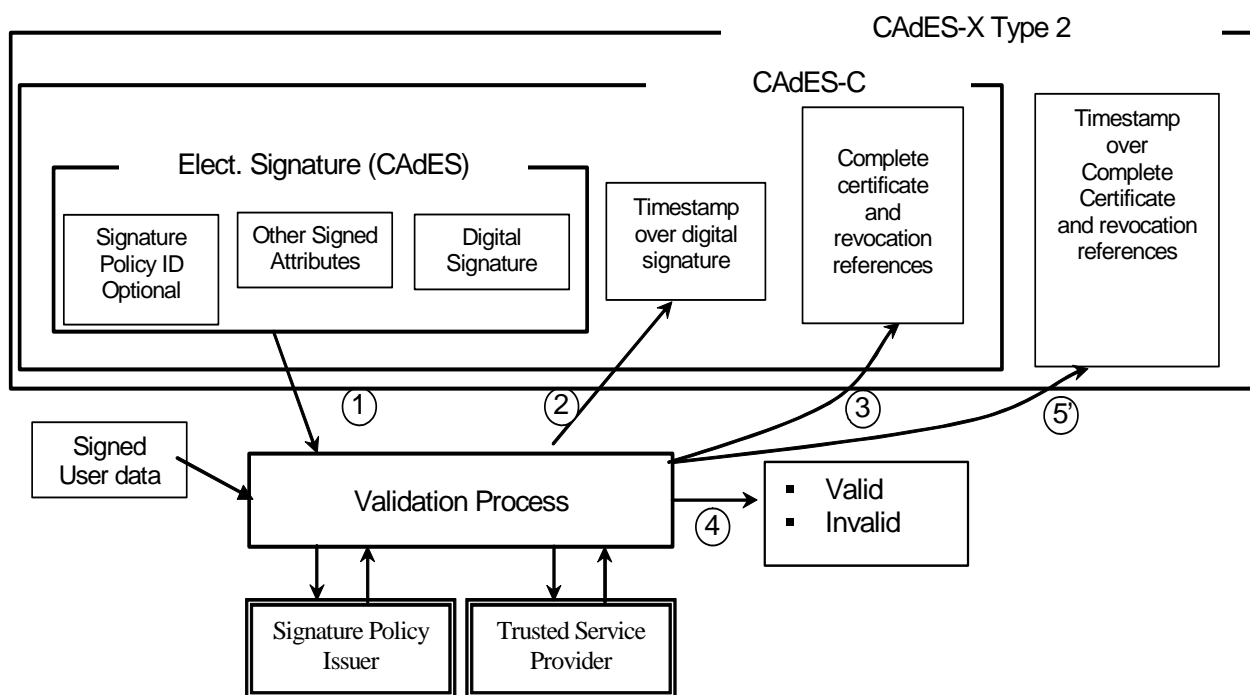 CAdES-X Type 2
CAdES-C
Elect. Signature (CAdES)
Signature
Policy ID
Optional
Other Signed
Attributes
Digital
Signature
Timestamp
over digital
signature
Complete
certificate
and
revocation
references
Timestamp
over
Complete
Certificate
and revocation
references
1
2
3
5'
Signed
User data
Validation Process
4
▪ Valid
▪ Invalid
Signature Policy
Issuer
Trusted Service
Provider